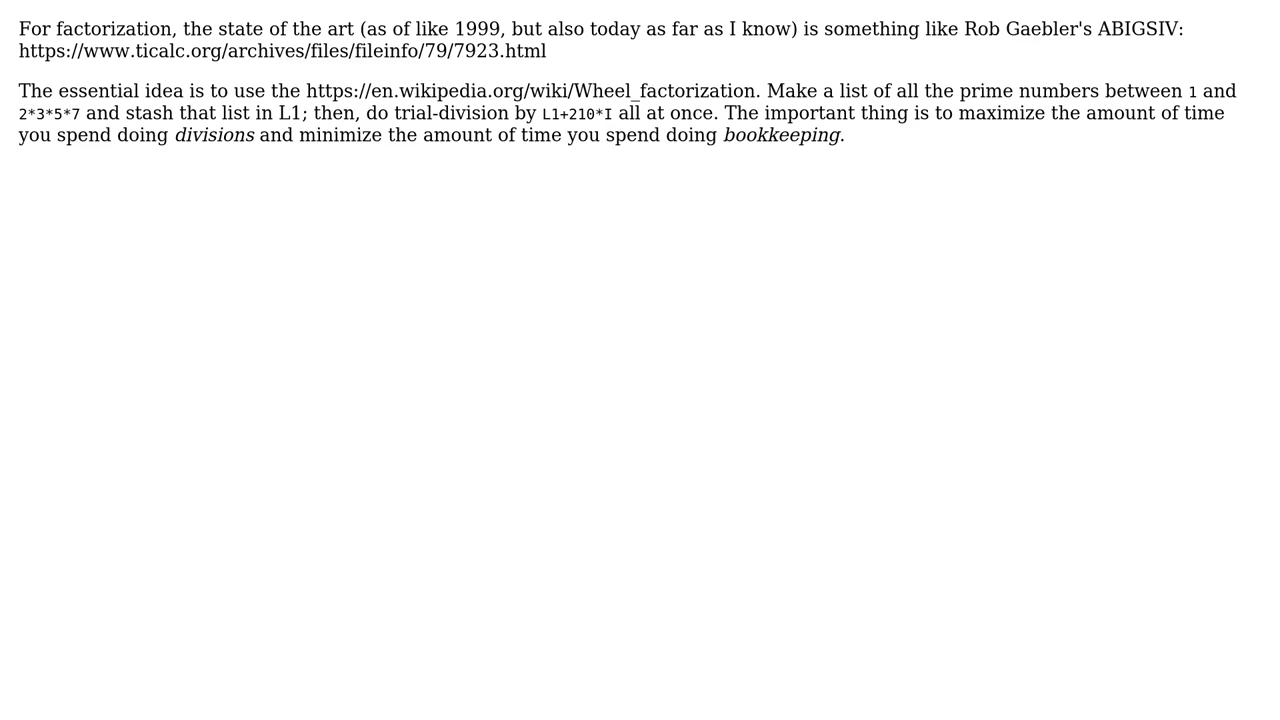 For factorization, the state of the art (as of like 1999, but also today as far as I know) is something like Rob Gaebler's ABIGSIV:
https://www.ticalc.org/archives/files/fileinfo/79/7923.html
The essential idea is to use the https://en.wikipedia.org/wiki/Wheel_factorization. Make a list of all the prime numbers between 1 and
2*3*5*7 and stash that list in L1; then, do trial-division by L1+210*I all at once. The important thing is to maximize the amount of time
you spend doing divisions and minimize the amount of time you spend doing bookkeeping.